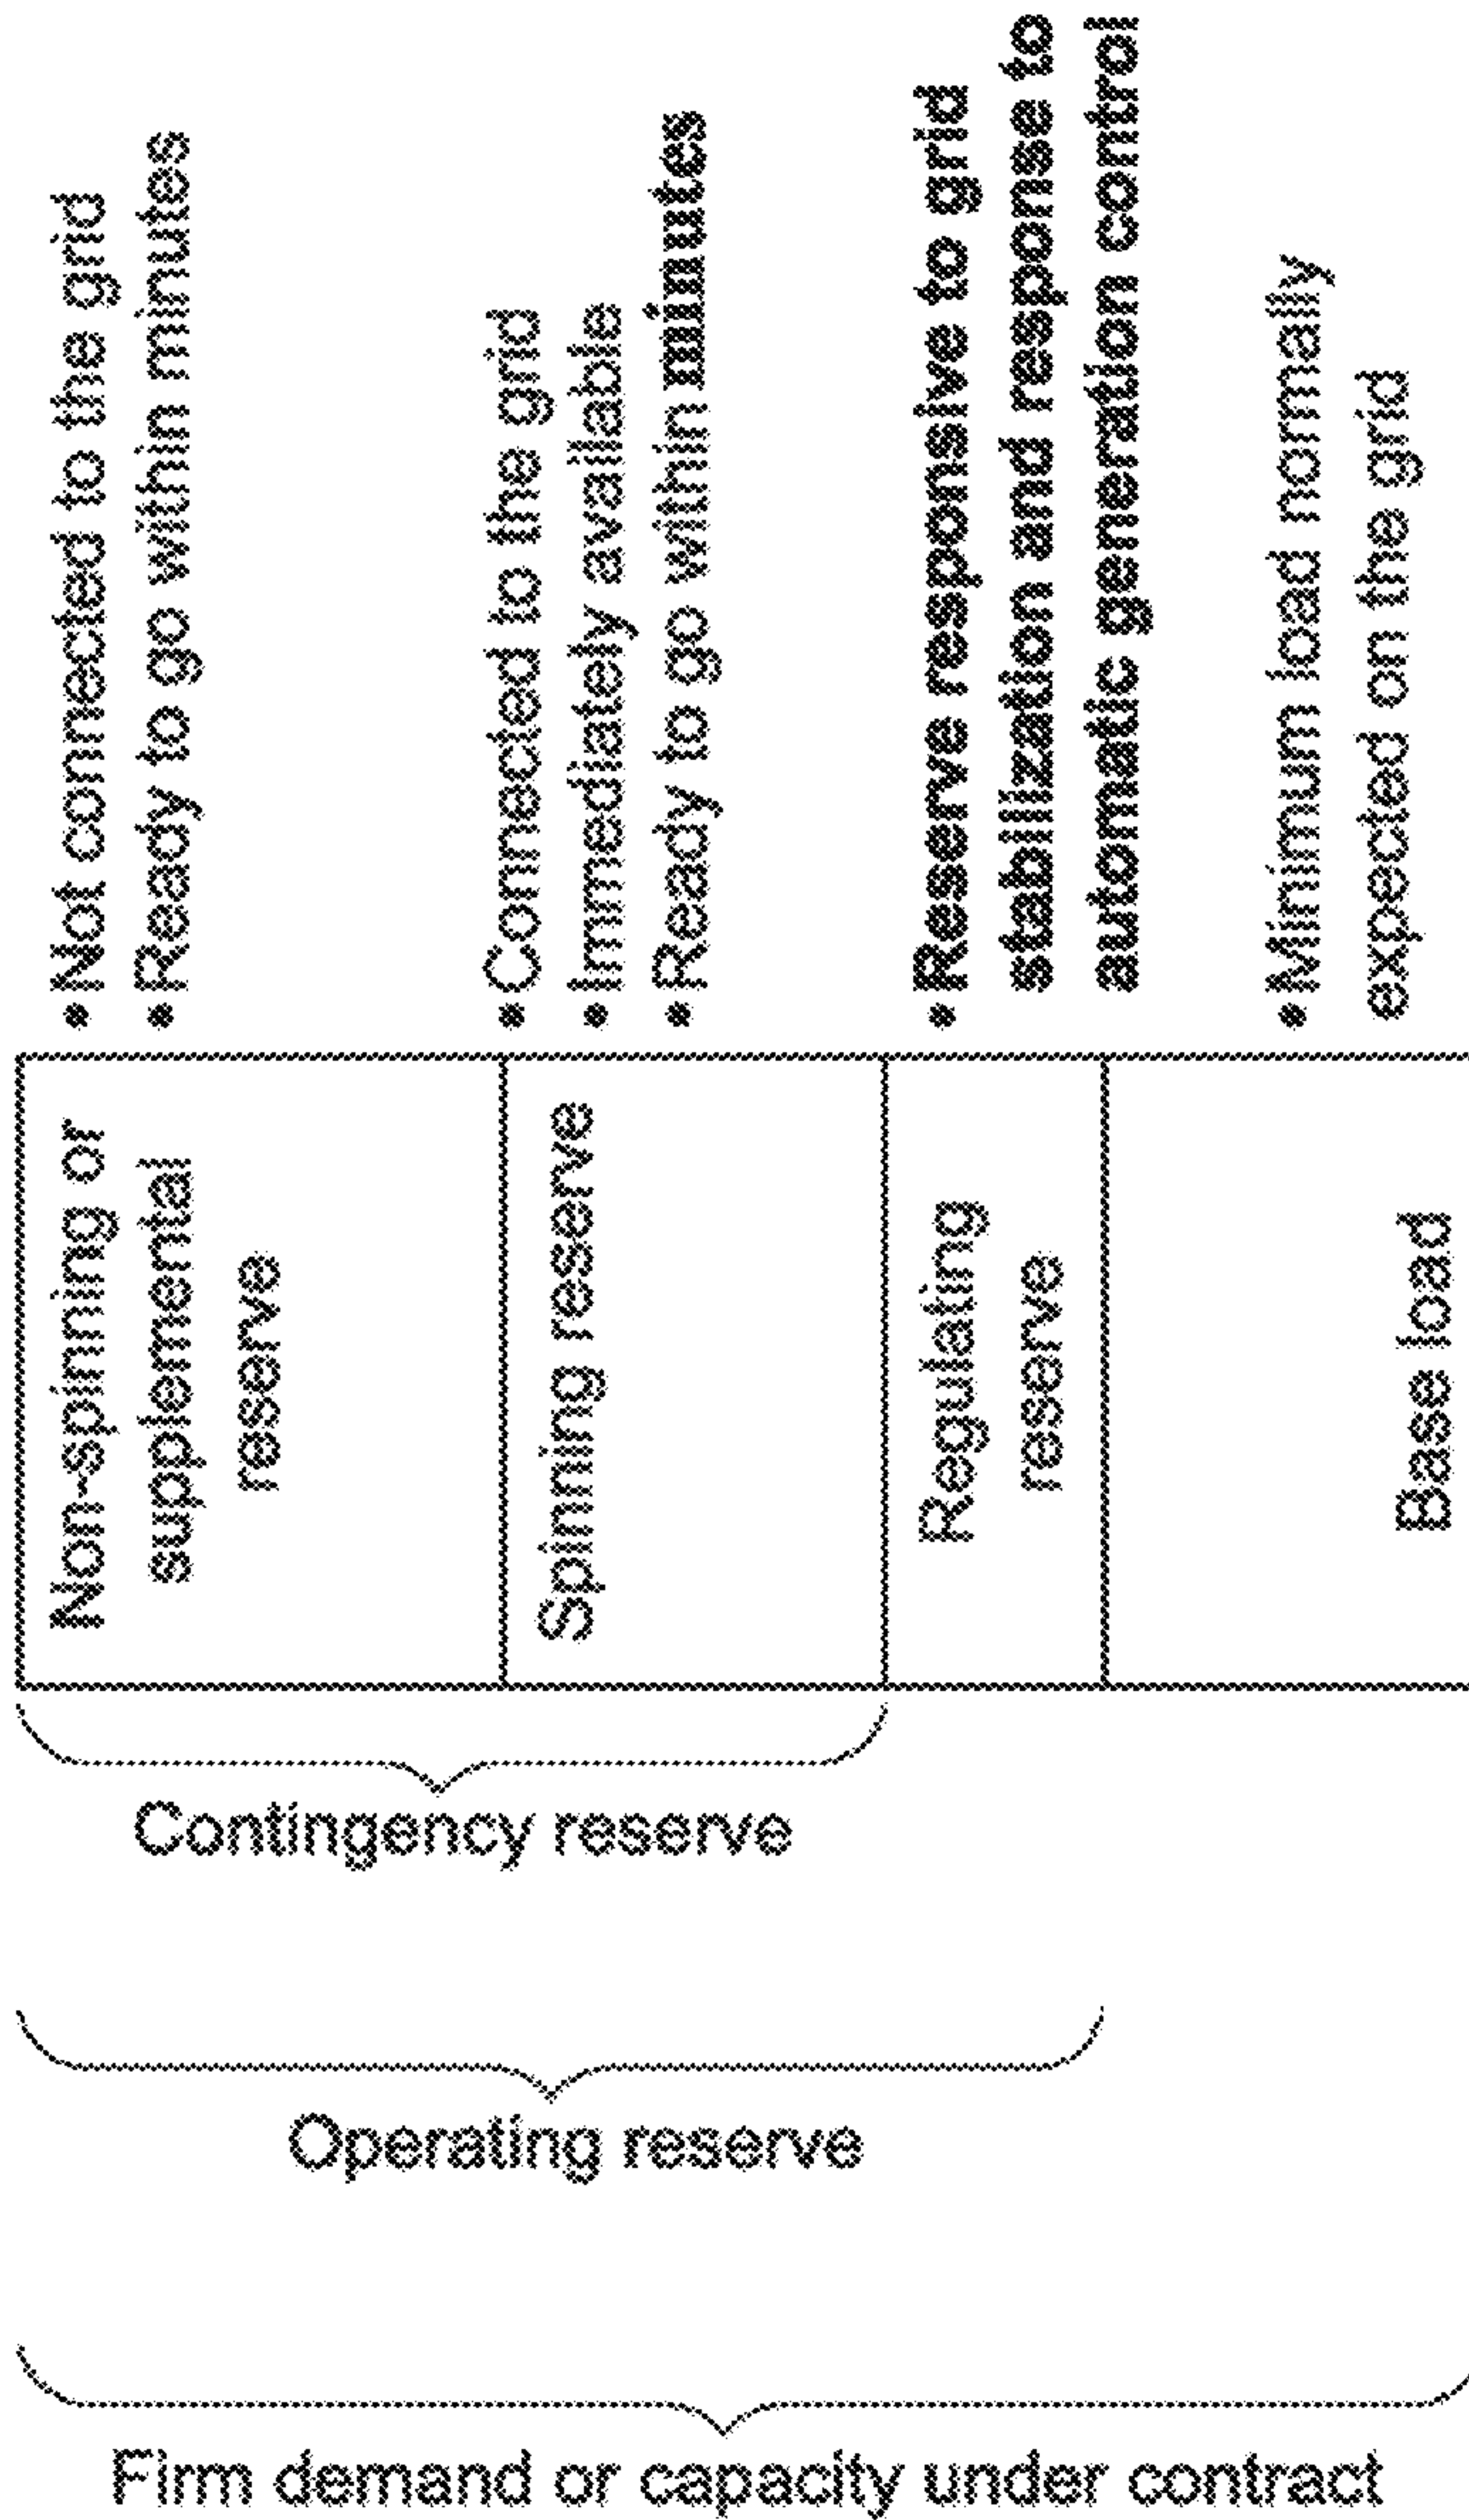 Non-spinning or
supplemental
reserve
• Not connected to the grid
• Ready to go within minutes
Spinning reserve
• Connected to the grid
• Immediately available
• Ready to go within minutes
Regulating
reserve
• Reserve responsive to grid
stabilization and response to
automatic generation control
Base load
• Minimum load normally
expected on the grid
Contingency reserve
Operating reserve
Firm demand or capacity under contract